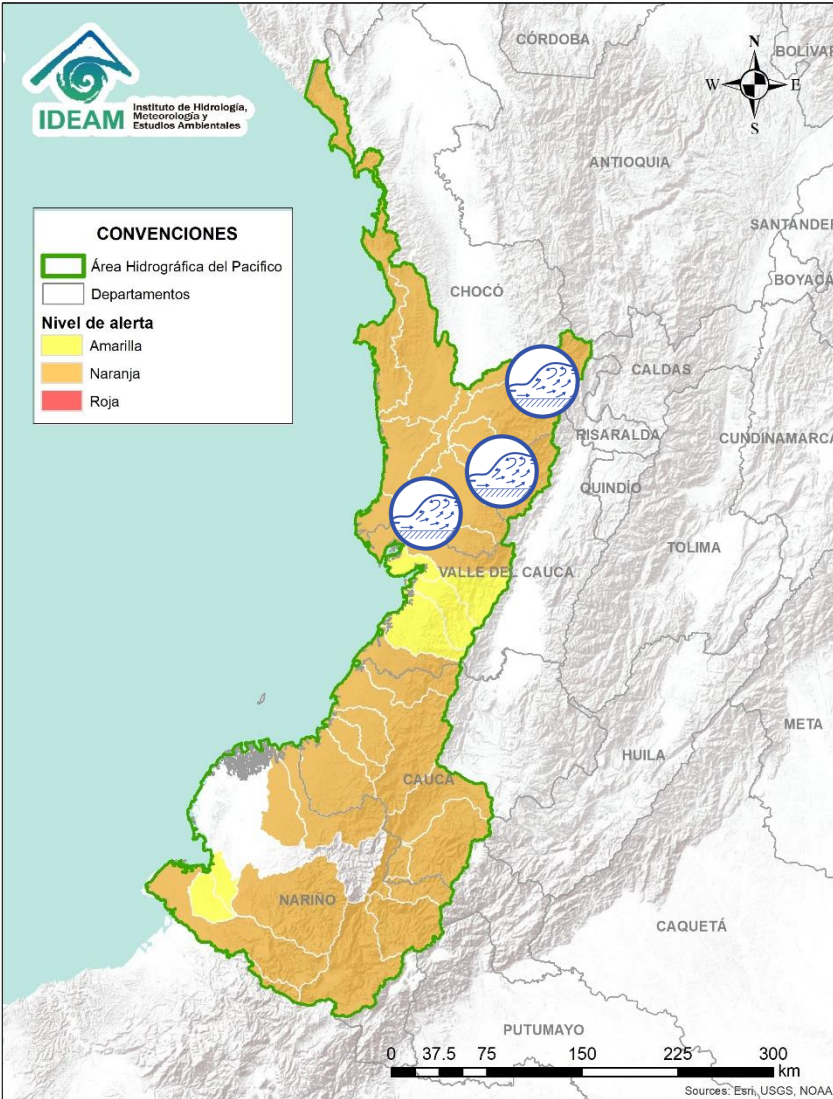 IDEAM
Instituto de Hidrología,
Meteorología y
Estudios Ambientales
CÓRDOBA
BOLÍVAR
N
W
E
S
ANTIOQUIA
SANTANDER
BOYACÁ
CONVENCIONES
Área Hidrográfica del Pacifico
Departamentos
Nivel de alerta
Amarilla
Naranja
Roja
CHOCÓ
CALDAS
RISARALDA
CUNDINAMARCA
QUINDÍO
TOLIMA
VALLE DEL CAUCA
META
HUILA
CAUCA
NARIÑO
CAQUETÁ
PUTUMAYO
0 37.5 75 150 225 300
km
Sources: Esri, USGS, NOAA